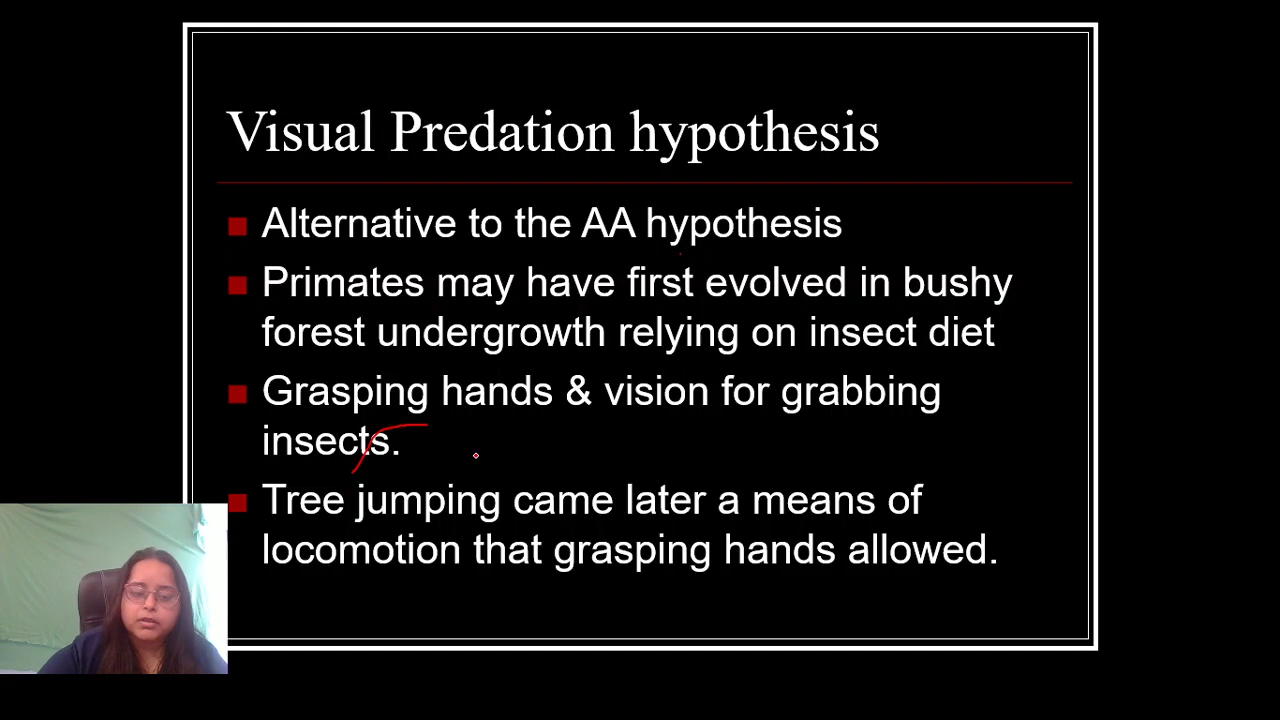 Visual Predation hypothesis
Alternative to the AA hypothesis
Primates may have first evolved in bushy
forest undergrowth relying on insect diet
Grasping hands & vision for grabbing
insects.
Tree jumping came later a means of
locomotion that grasping hands allowed.